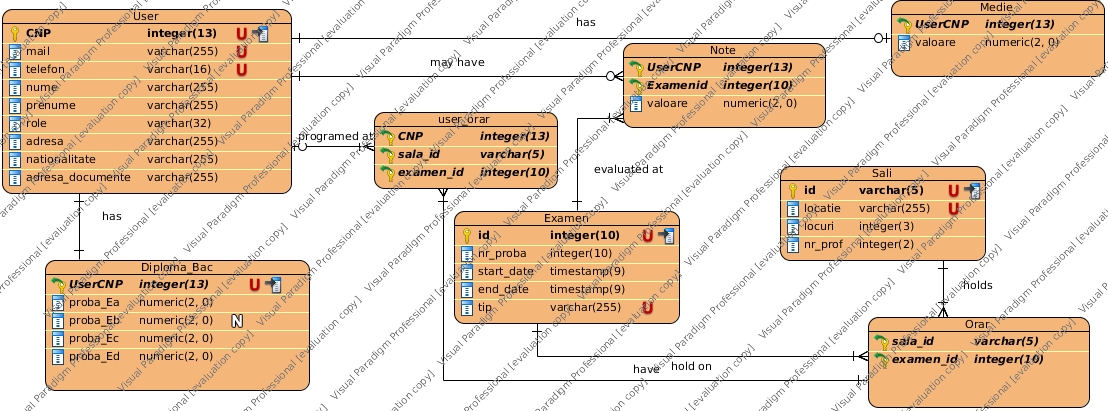 User
CNP integer(13) U
mail varchar(255) U
telefon varchar(16) U
nume varchar(255)
prenume varchar(255)
role varchar(32)
adresa varchar(255)
nationalitate varchar(255)
adresa_documente varchar(255)
has
may have
programed at
has
Medie
UserCNP integer(13)
valoare numeric(2, 0)
Note
UserCNP integer(13)
Examenid integer(10)
valoare numeric(2, 0)
user_orar
CNP integer(13)
sala_id varchar(5)
examen_id integer(10)
evaluated at
Sali
id varchar(5) U
locatie varchar(255) U
locuri integer(3)
nr_prof integer(2)
Examen
id integer(10) U
nr_proba integer(10)
start_date timestamp(9)
end_date timestamp(9)
tip varchar(255) U
Diploma_Bac
UserCNP integer(13) U
proba_Ea numeric(2, 0)
proba_Eb numeric(2, 0) N
proba_Ec numeric(2, 0)
proba_Ed numeric(2, 0)
holds
Orar
sala_id varchar(5)
examen_id integer(10)
have
hold on
Visual Paradigm Professional [evaluation copy]